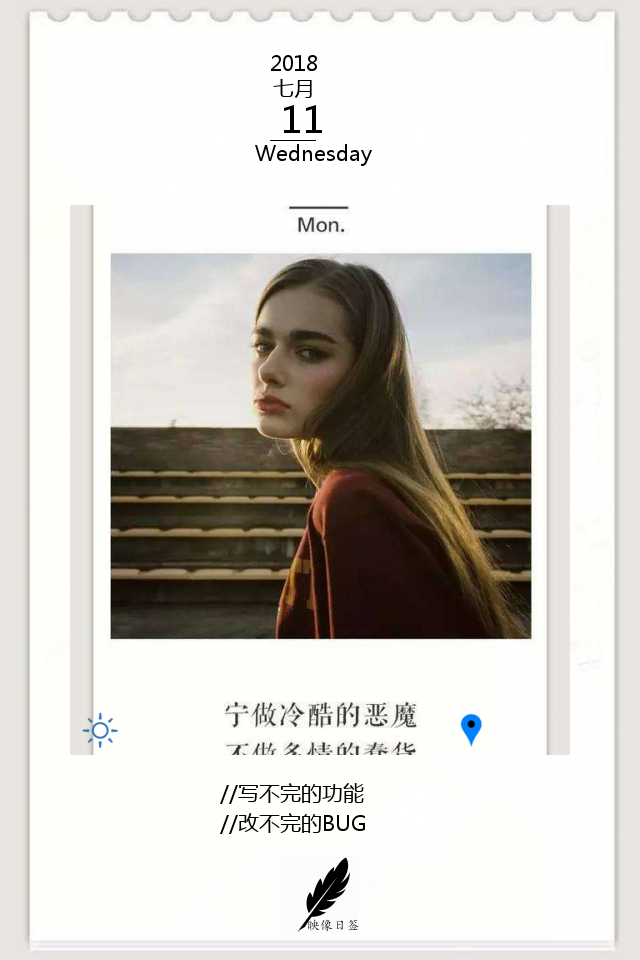 2018
七月
11
Wednesday
Mon.
宁做冷酷的恶魔
不做多情的蠢货
//写不完的功能
//改不完的BUG
映像日签